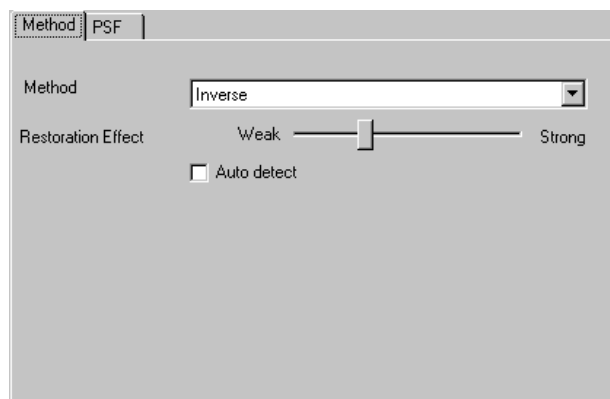 Method PSF
Method Inverse
Restoration Effect Weak Strong
Auto detect